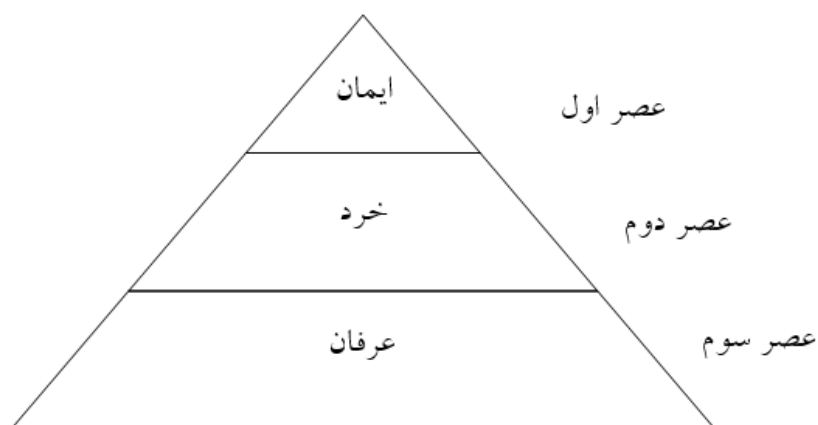 ایمان
عصر اول
خرد
عصر دوم
عرفان
عصر سوم